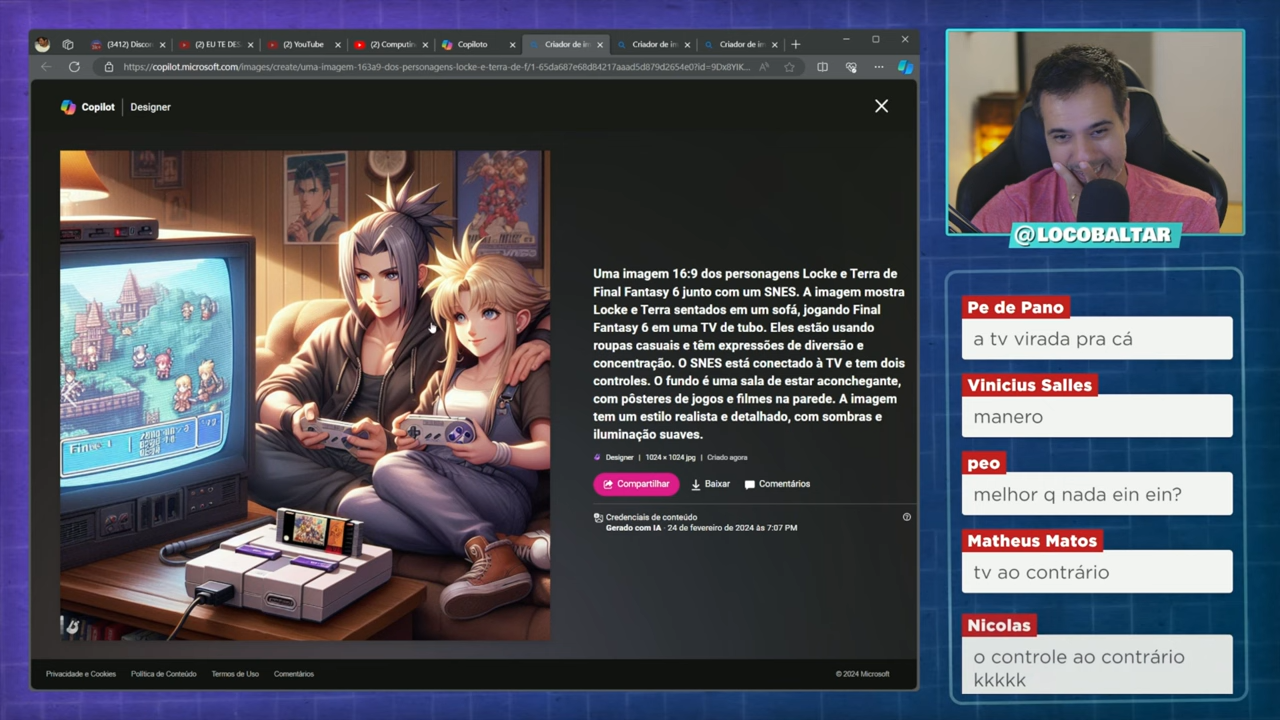 (3412) Discon
(2) EU TE DES
(2) YouTube
(2) Computin
Copiloto
Criador de im
Criador de im
Criador de im
https://copilot.microsoft.com/images/create/uma-imagem-163a9-dos-personagens-locke-e-terra-de-f/1-65da687e68d84217aaad5d879d2654e0?id=9Dx8YIK...
Copilot
Designer
Uma imagem 16:9 dos personagens Locke e Terra de
Final Fantasy 6 junto com um SNES. A imagem mostra
Locke e Terra sentados em um sofá, jogando Final
Fantasy 6 em uma TV de tubo. Eles estão usando
roupas casuais e têm expressões de diversão e
concentração. O SNES está conectado à TV e tem dois
controles. O fundo é uma sala de estar aconchegante,
com pôsteres de jogos e filmes na parede. A imagem
tem um estilo realista e detalhado, com sombras e
iluminação suaves.
Designer | 1024 × 1024 jpg | Criado agora
Compartilhar
Baixar
Comentários
Credenciais de conteúdo
Gerado com IA · 24 de fevereiro de 2024 às 7:07 PM
Privacidade e Cookies
Política de Conteúdo
Termos de Uso
Comentários
© 2024 Microsoft
@LOCOBALTAR
Pe de Pano
a tv virada pra cá
Vinicius Salles
manero
peo
melhor q nada ein ein?
Matheus Matos
tv ao contrário
Nicolas
o controle ao contrário
kkkkk